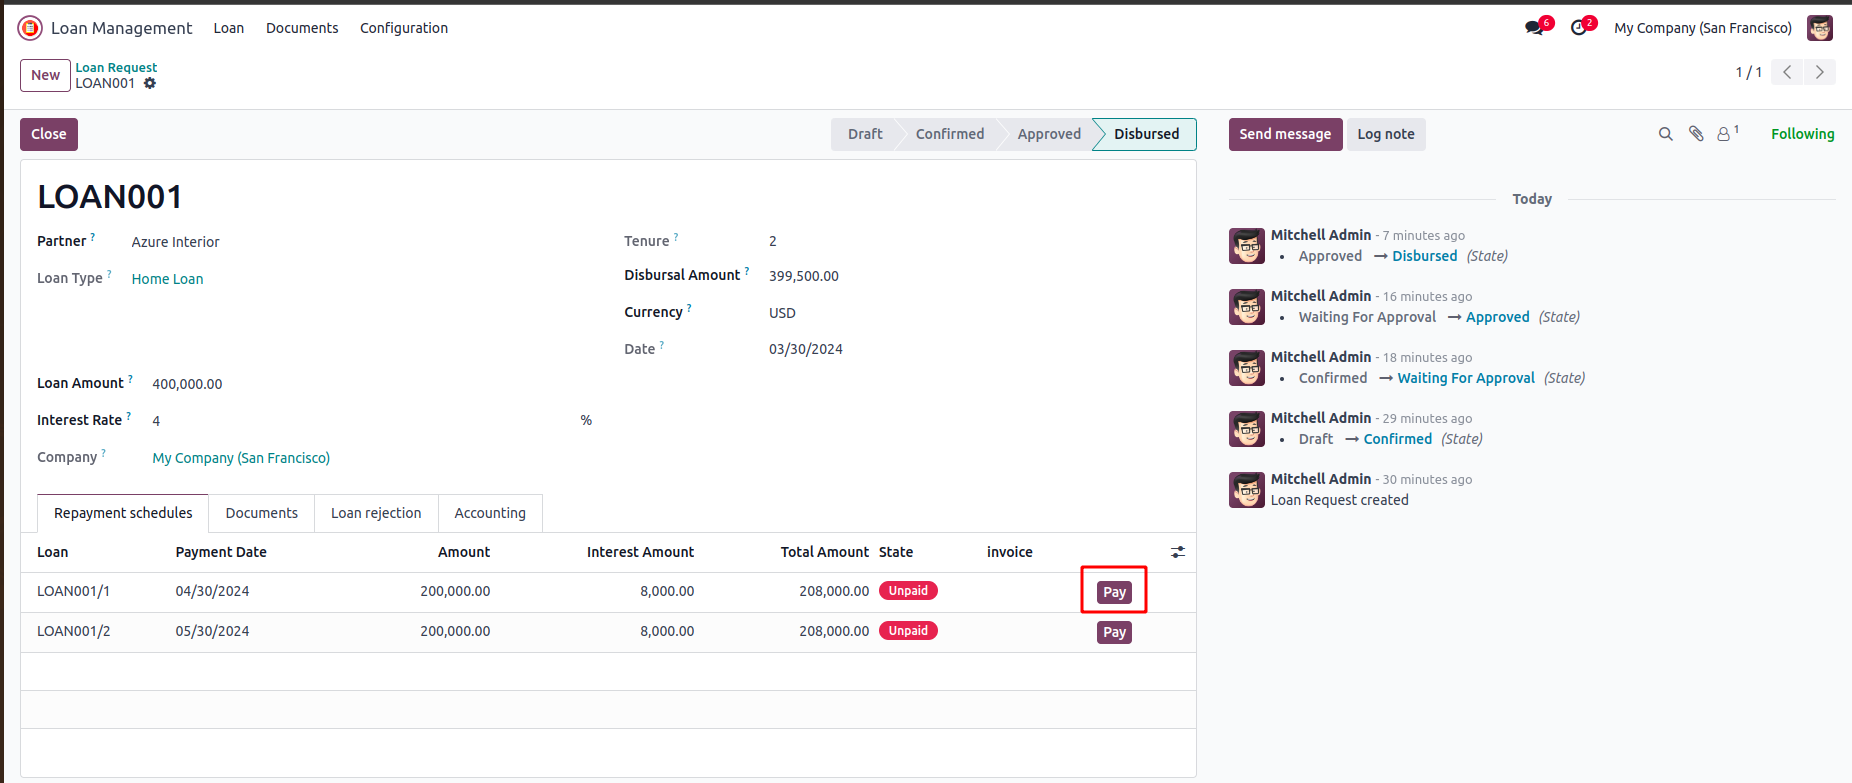 Loan Management Loan Documents Configuration 6 2 My Company (San Francisco)
New Loan Request
LOAN001
1 / 1
Close Draft Confirmed Approved Disbursed
LOAN001
Partner ? Azure Interior
Loan Type ? Home Loan
Tenure ? 2
Disbursal Amount ? 399,500.00
Currency ? USD
Date ? 03/30/2024
Loan Amount ? 400,000.00
Interest Rate ? 4 %
Company ? My Company (San Francisco)
Repayment schedules Documents Loan rejection Accounting
Loan Payment Date Amount Interest Amount Total Amount State invoice
LOAN001/1 04/30/2024 200,000.00 8,000.00 208,000.00 Unpaid Pay
LOAN001/2 05/30/2024 200,000.00 8,000.00 208,000.00 Unpaid Pay
Send message Log note 1 Following
Today
Mitchell Admin - 7 minutes ago
• Approved → Disbursed (State)
Mitchell Admin - 16 minutes ago
• Waiting For Approval → Approved (State)
Mitchell Admin - 18 minutes ago
• Confirmed → Waiting For Approval (State)
Mitchell Admin - 29 minutes ago
• Draft → Confirmed (State)
Mitchell Admin - 30 minutes ago
Loan Request created